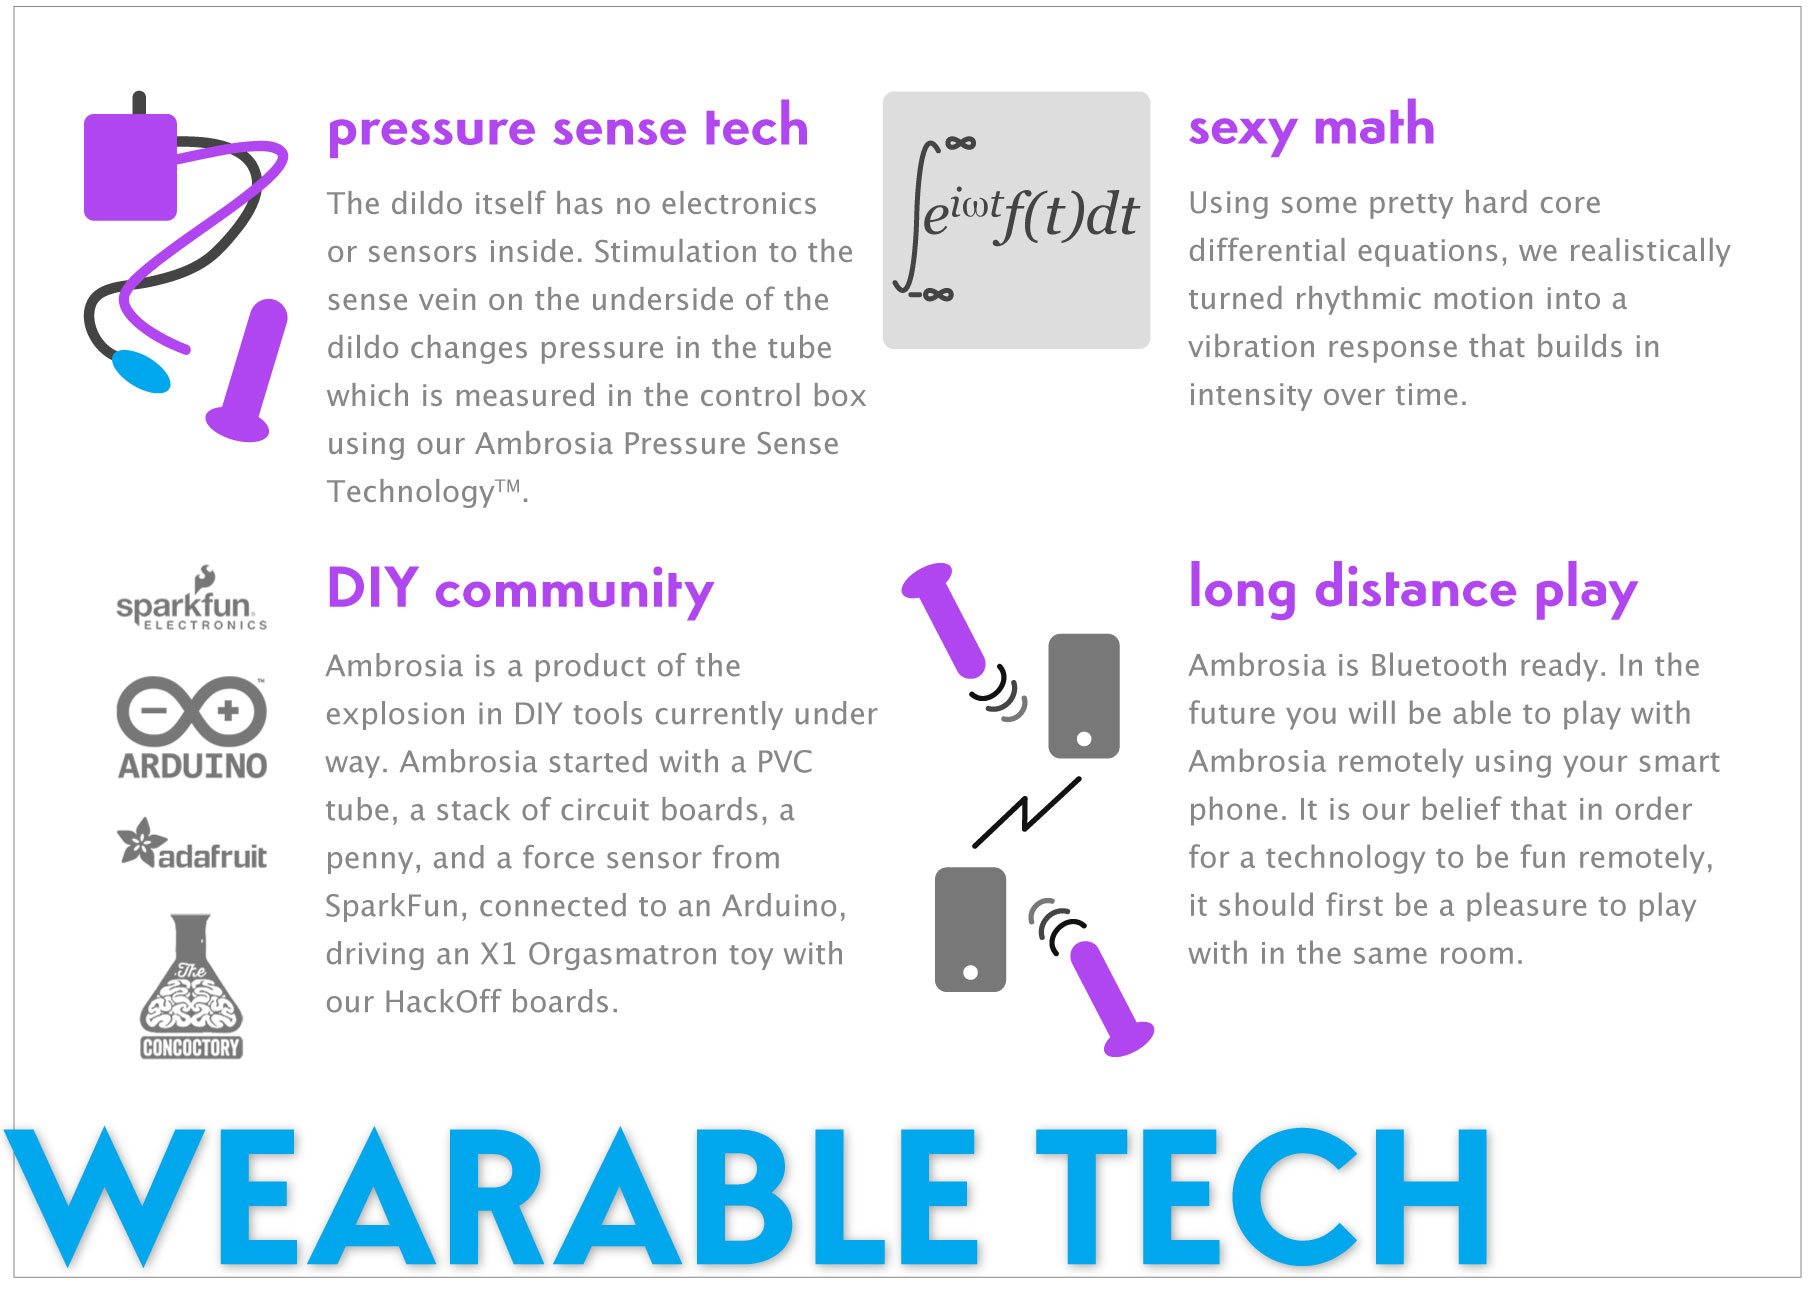 pressure sense tech
The dildo itself has no electronics
or sensors inside. Stimulation to the
sense vein on the underside of the
dildo changes pressure in the tube
which is measured in the control box
using our Ambrosia Pressure Sense
Technology™.
∫∞
-∞
e^{iωt}f(t)dt
sexy math
Using some pretty hard core
differential equations, we realistically
turned rhythmic motion into a
vibration response that builds in
intensity over time.
sparkfun
ELECTRONICS
ARDUINO™
adafruit
The
CONCOCTORY
DIY community
Ambrosia is a product of the
explosion in DIY tools currently under
way. Ambrosia started with a PVC
tube, a stack of circuit boards, a
penny, and a force sensor from
SparkFun, connected to an Arduino,
driving an X1 Orgasmatron toy with
our HackOff boards.
long distance play
Ambrosia is Bluetooth ready. In the
future you will be able to play with
Ambrosia remotely using your smart
phone. It is our belief that in order
for a technology to be fun remotely,
it should first be a pleasure to play
with in the same room.
WEARABLE TECH